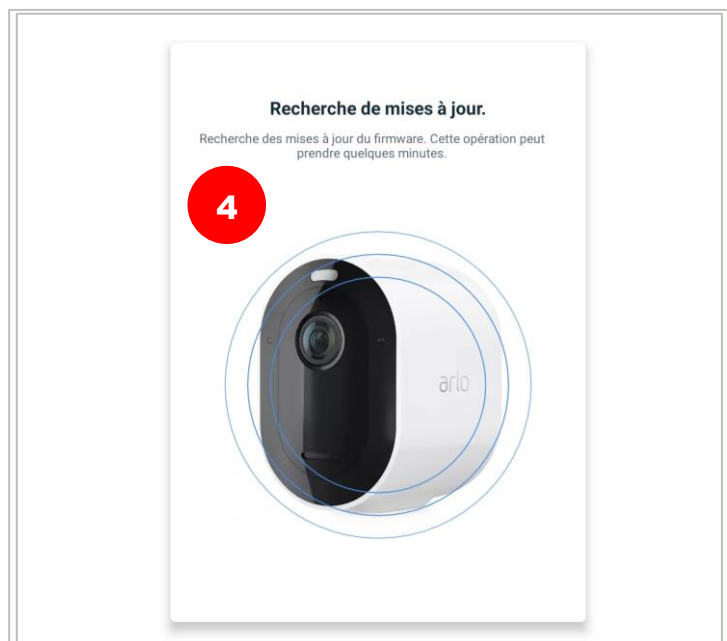 Recherche de mises à jour.
Recherche des mises à jour du firmware. Cette opération peut
prendre quelques minutes.
4
arlo